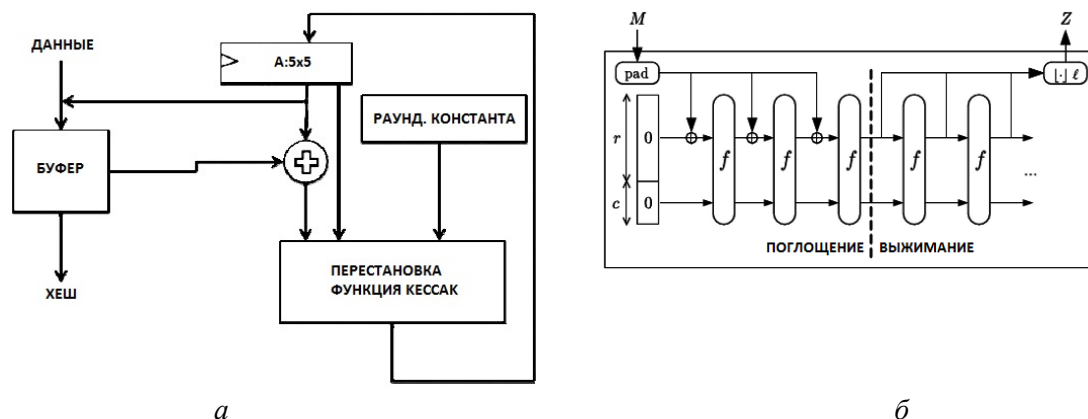 ДАННЫЕ
А:5x5
РАУНД. КОНСТАНТА
БУФЕР
ПЕРЕСТАНОВКА
ФУНКЦИЯ КЕССАК
ХЕШ
а
M
Z
pad
⌊·⌋ ℓ
r
0
f
f
f
f
f
...
c
0
ПОГЛОЩЕНИЕ
ВЫЖИМАНИЕ
б